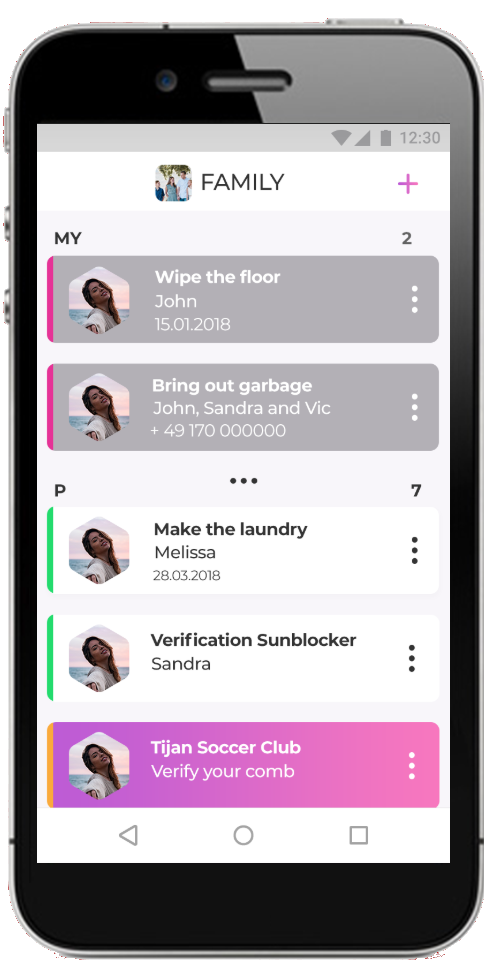 12:30
FAMILY
MY 2
Wipe the floor
John
15.01.2018
Bring out garbage
John, Sandra and Vic
+ 49 170 000000
P 7
Make the laundry
Melissa
28.03.2018
Verification Sunblocker
Sandra
Tijan Soccer Club
Verify your comb